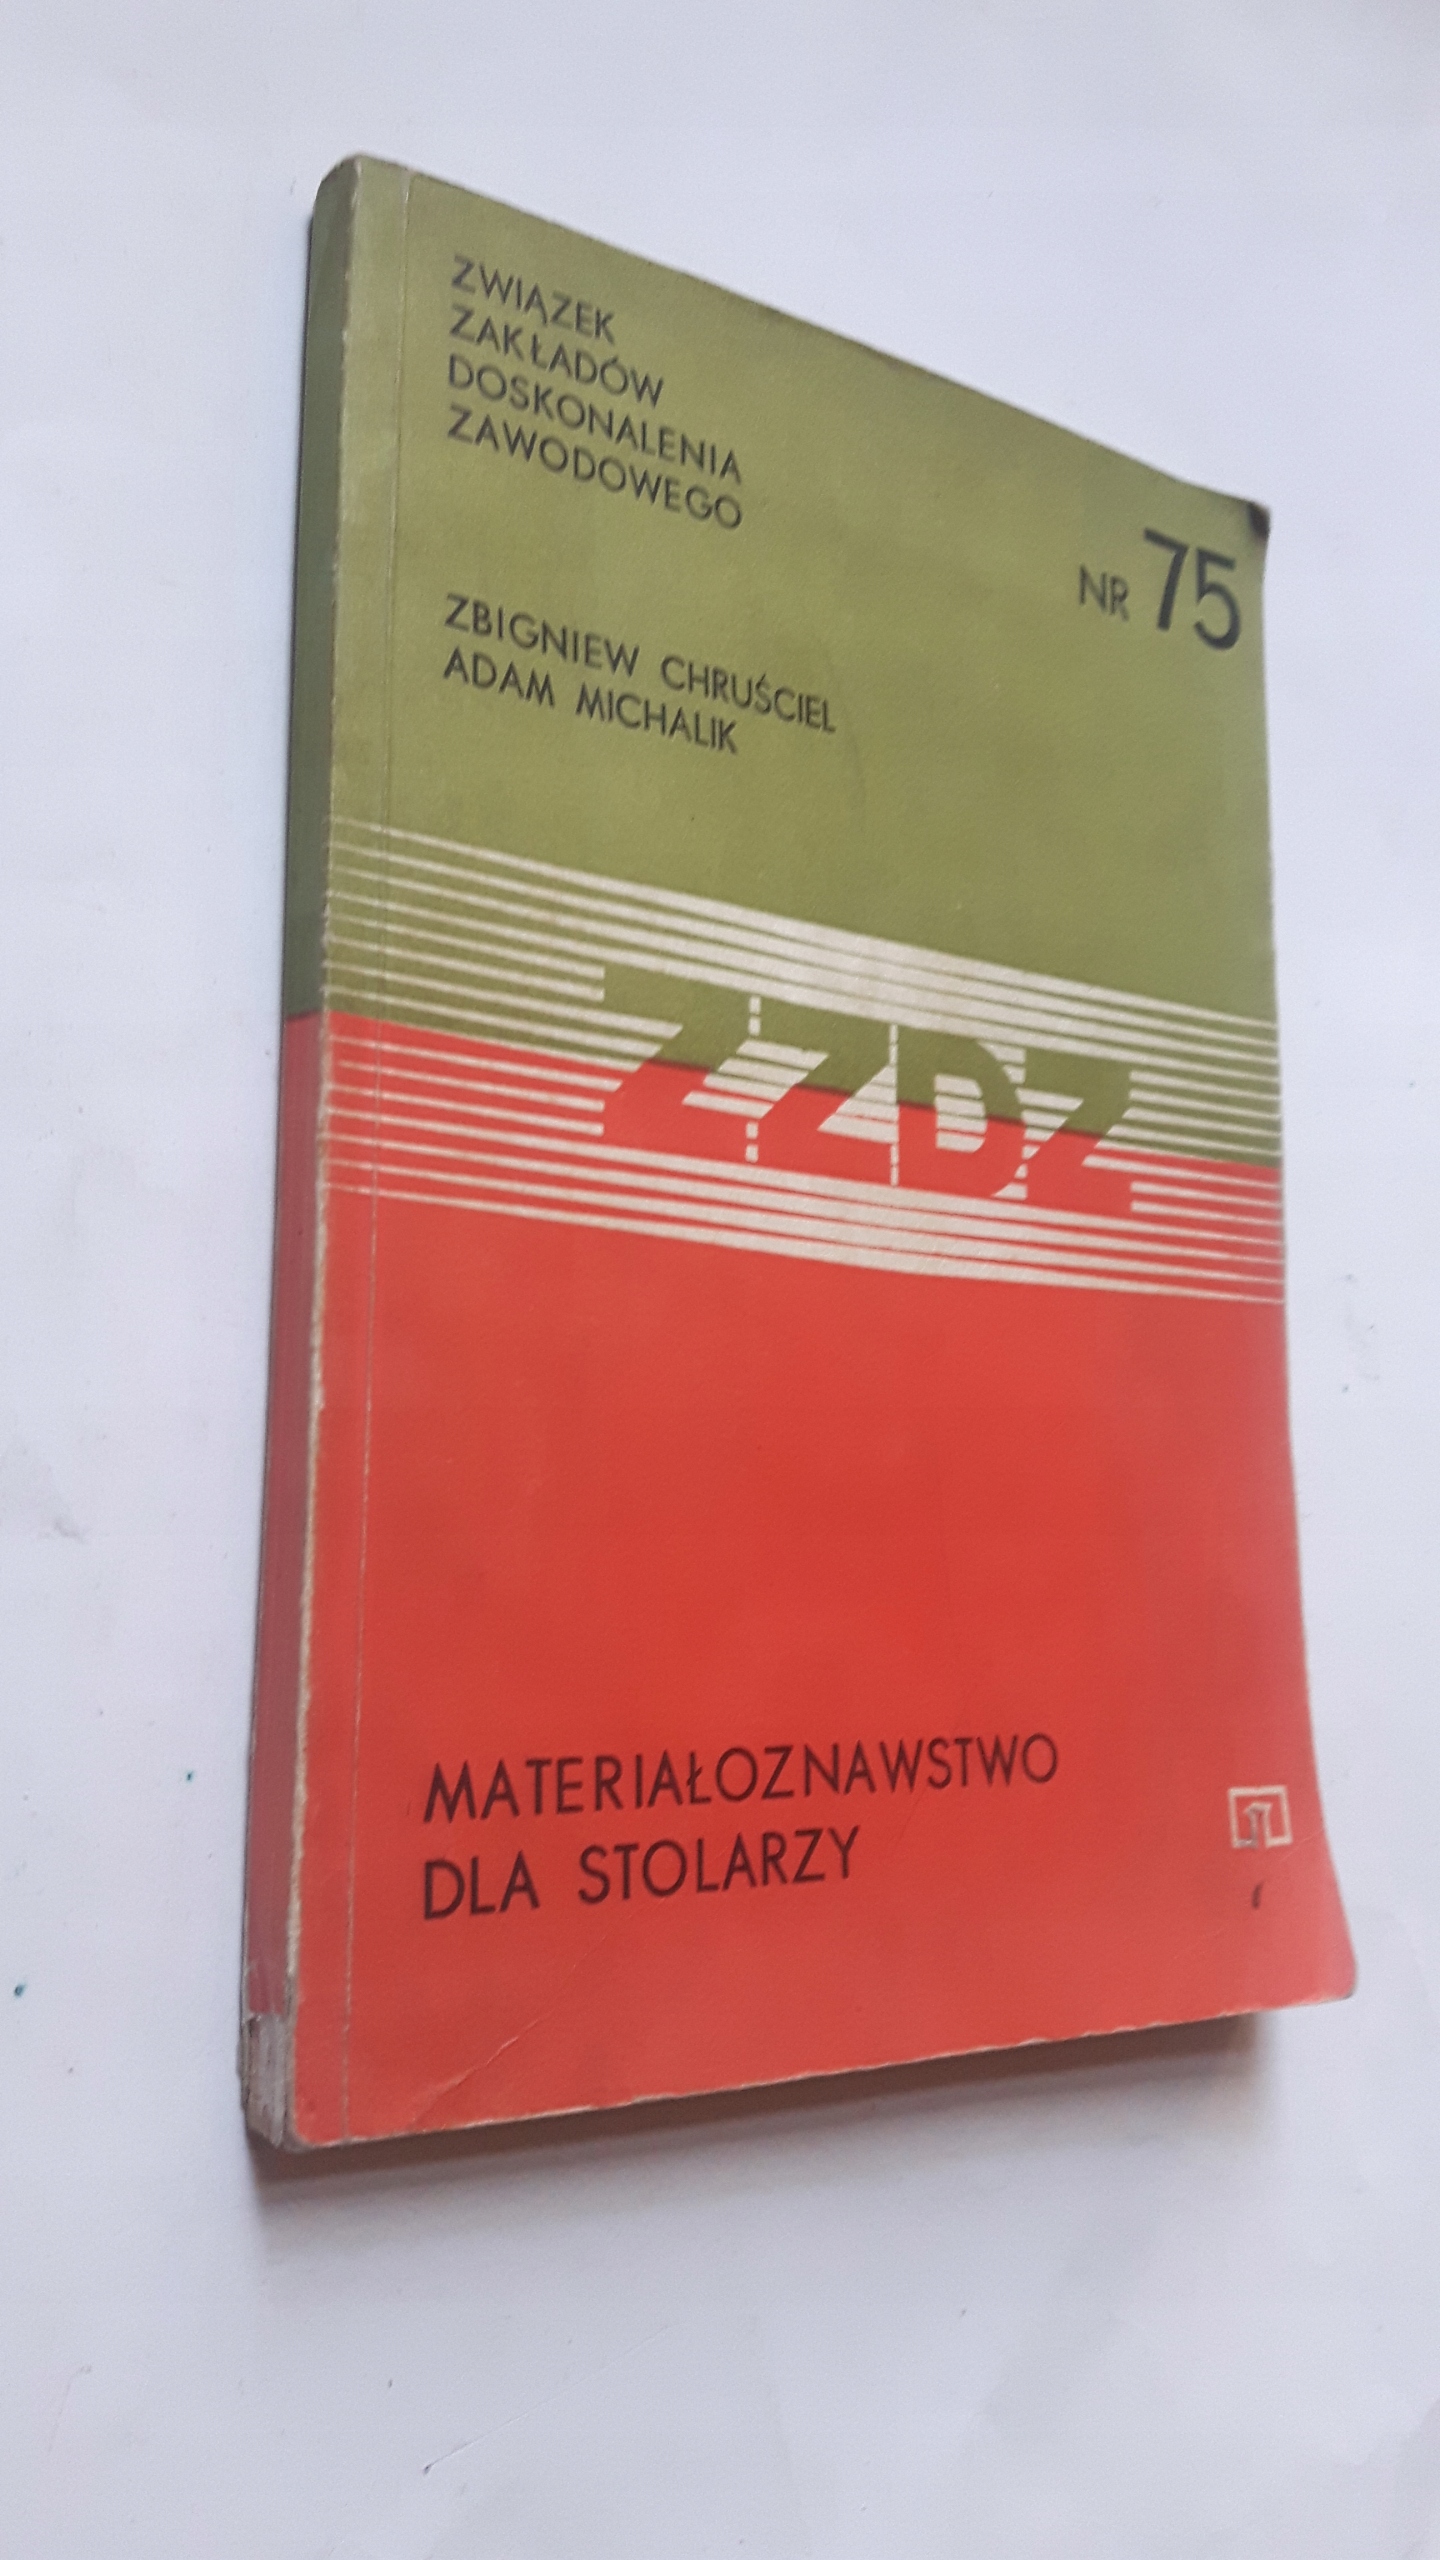 ZWIĄZEK
ZAKŁADÓW
DOSKONALENIA
ZAWODOWEGO
NR 75
ZBIGNIEW CHRUŚCIEL
ADAM MICHALIK
ZZDZ
MATERIAŁOZNAWSTWO
DLA STOLARZY